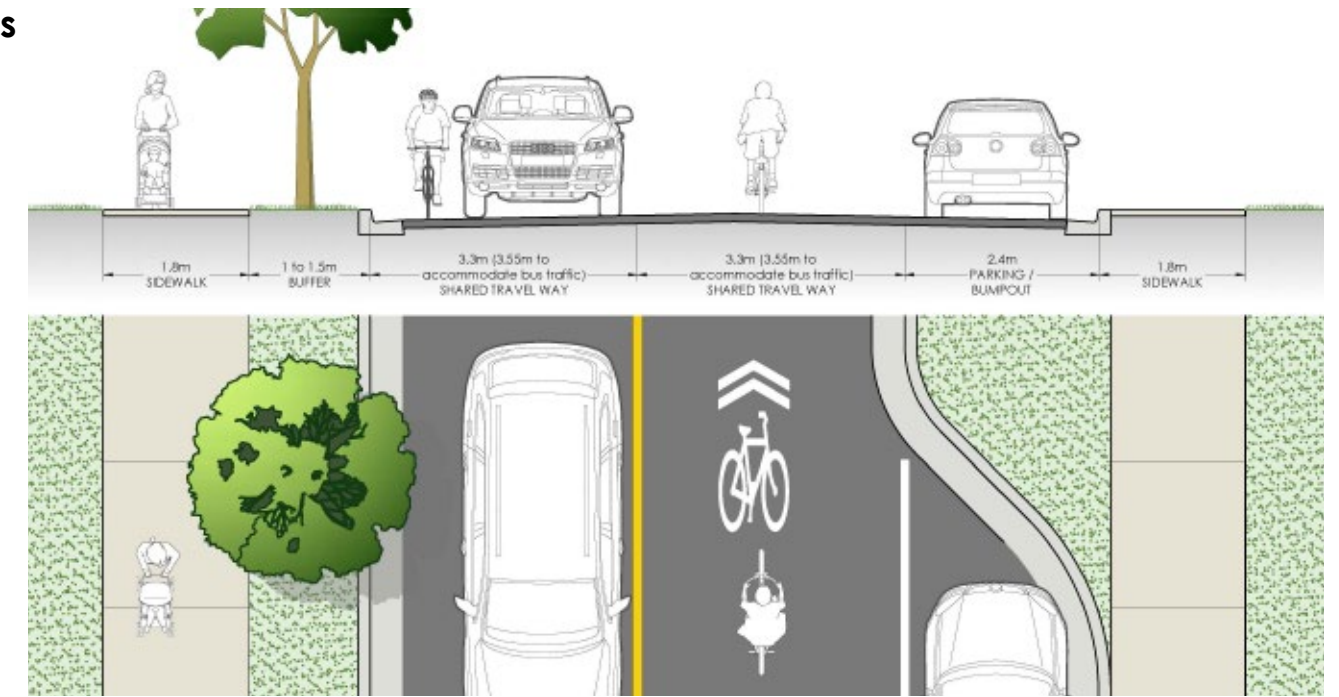 s
1.8m
SIDEWALK
1 to 1.5m
BUFFER
3.3m (3.55m to
accommodate bus traffic)
SHARED TRAVEL WAY
3.3m (3.55m to
accommodate bus traffic)
SHARED TRAVEL WAY
2.4m
PARKING /
BUMPOUT
1.8m
SIDEWALK